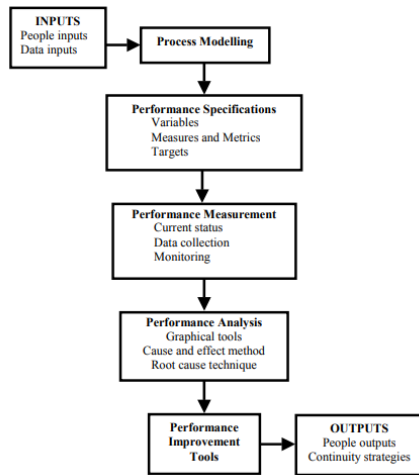 INPUTS
People inputs
Data inputs
Process Modelling
Performance Specifications
Variables
Measures and Metrics
Targets
Performance Measurement
Current status
Data collection
Monitoring
Performance Analysis
Graphical tools
Cause and effect method
Root cause technique
Performance
Improvement
Tools
OUTPUTS
People outputs
Continuity strategies